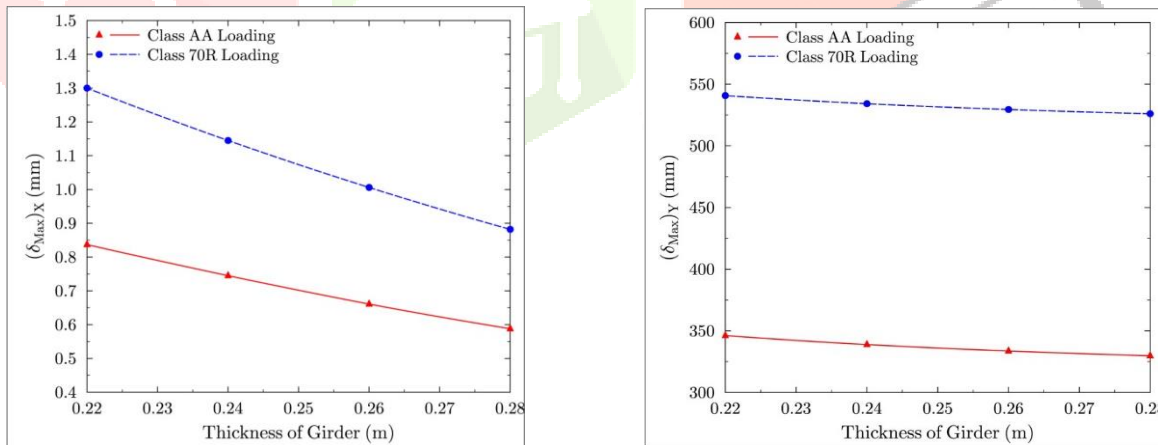 1.5
1.4
1.3
1.2
1.1
1.0
0.9
0.8
0.7
0.6
0.5
0.4
(δMax)X (mm)
Class AA Loading
Class 70R Loading
0.22 0.23 0.24 0.25 0.26 0.27 0.28
Thickness of Girder (m)
600
550
500
450
400
350
300
(δMax)Y (mm)
Class AA Loading
Class 70R Loading
0.22 0.23 0.24 0.25 0.26 0.27 0.28
Thickness of Girder (m)